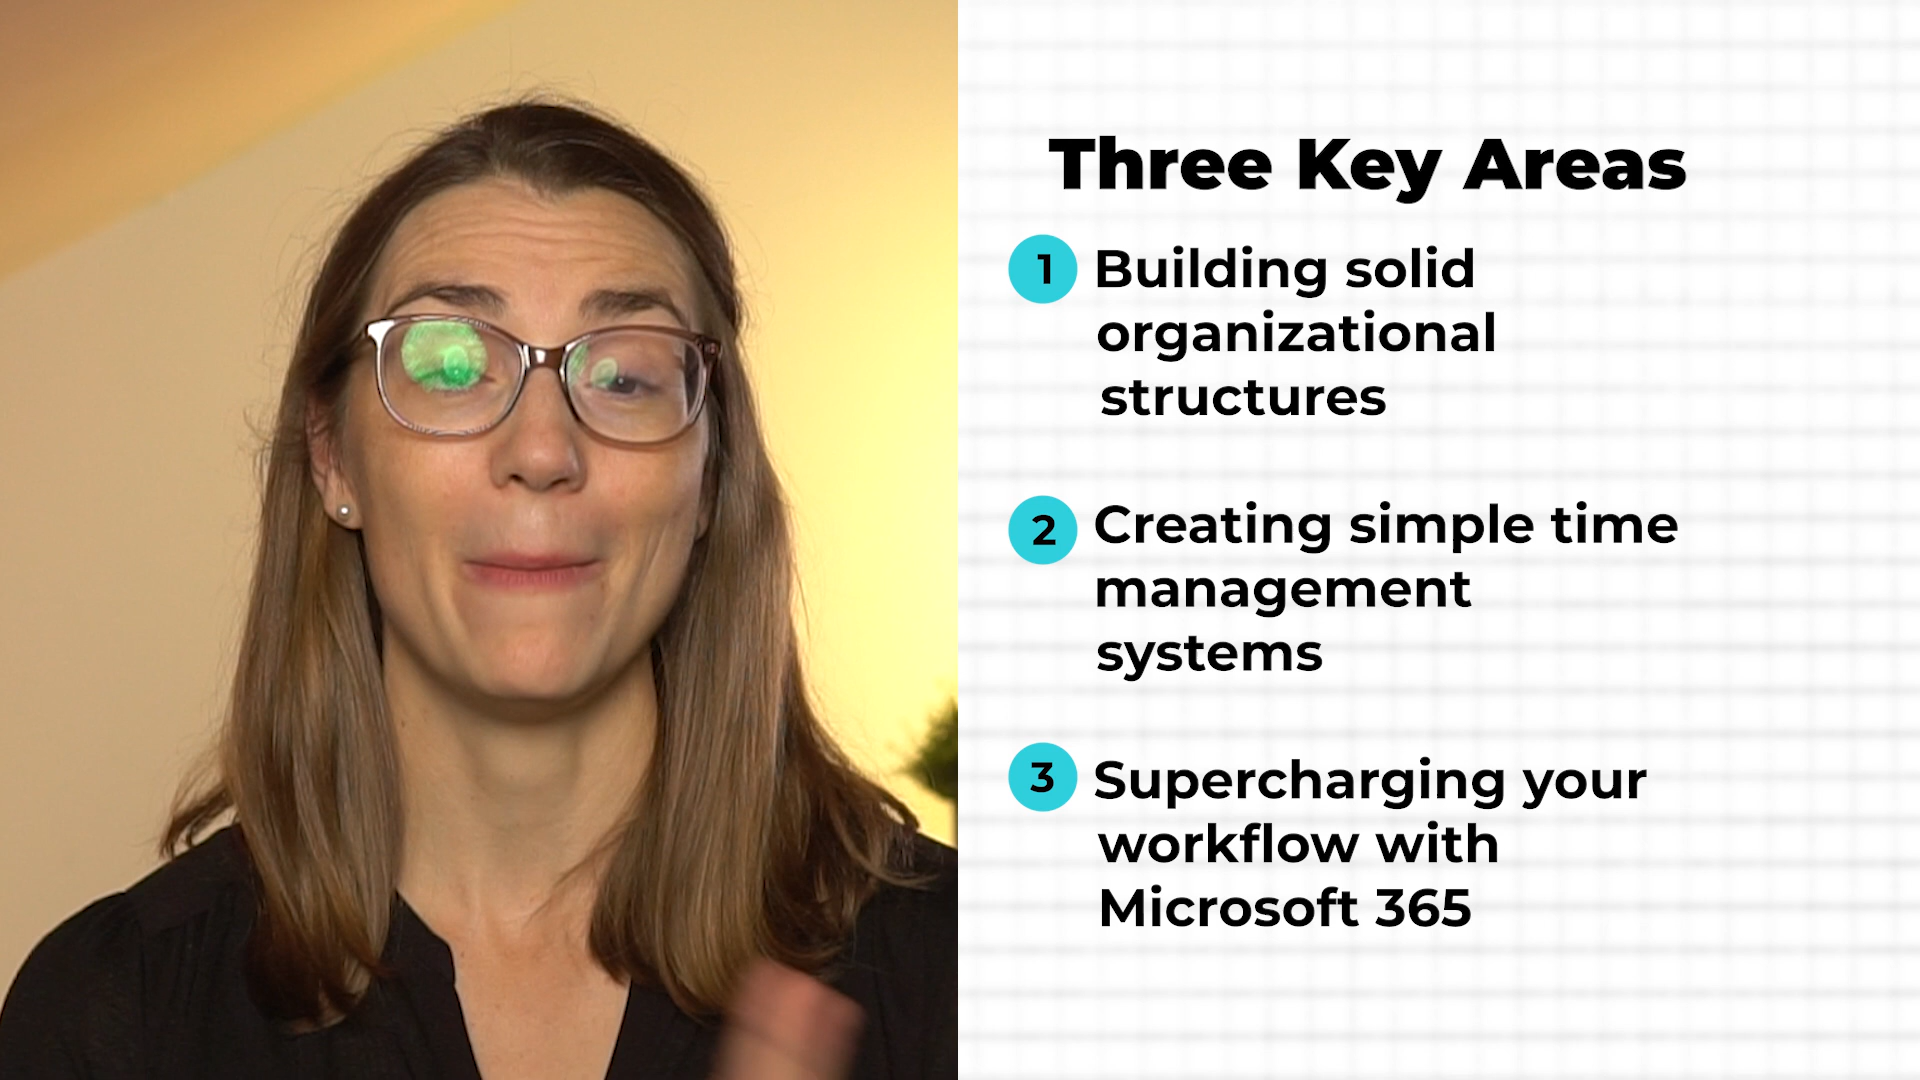 Three Key Areas
1 Building solid
organizational
structures
2 Creating simple time
management
systems
3 Supercharging your
workflow with
Microsoft 365